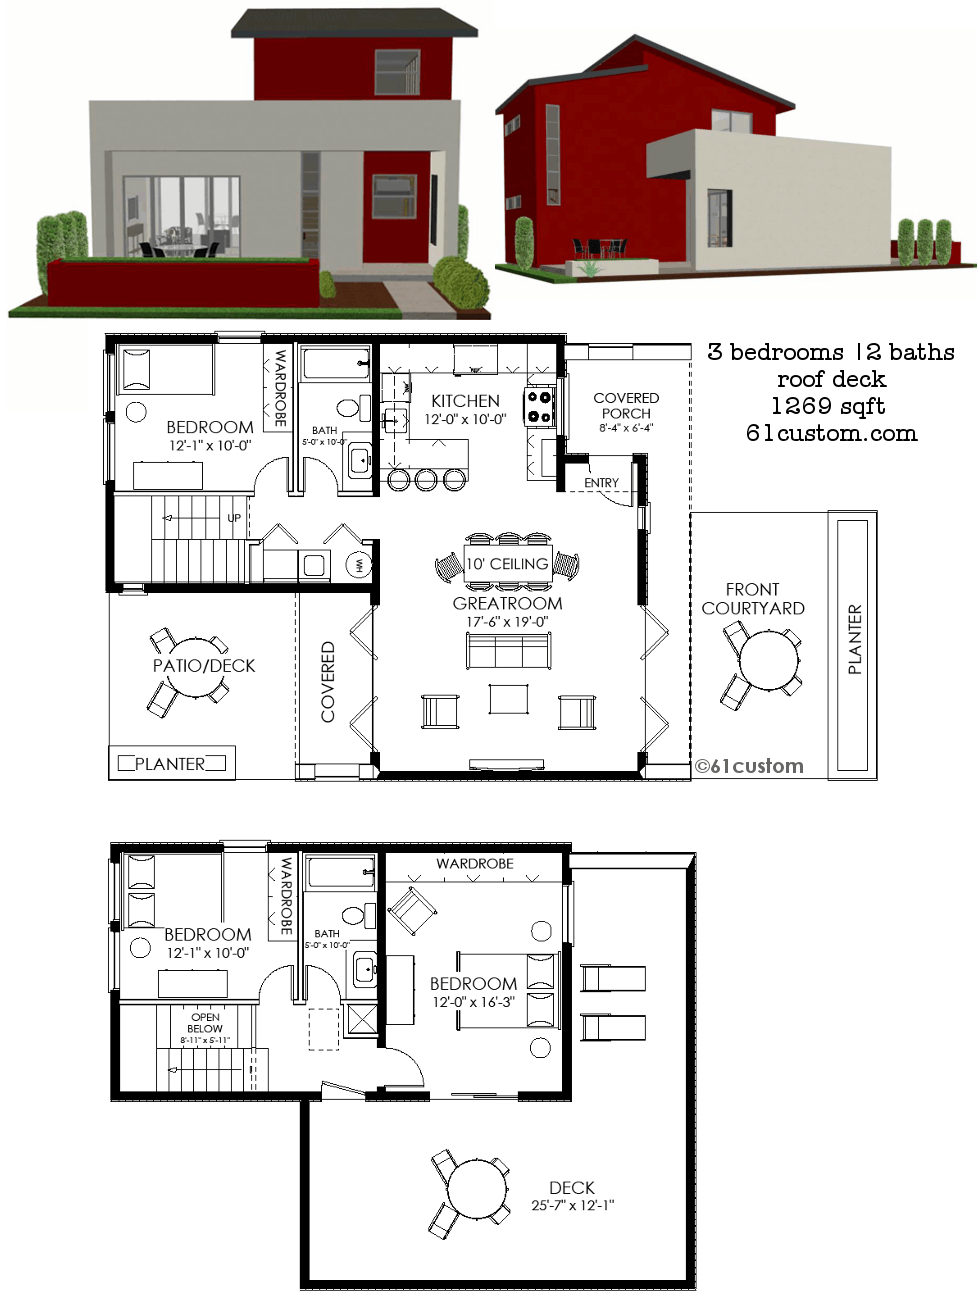 3 bedrooms | 2 baths
roof deck
1269 sqft
61custom.com
WARDROBE
BEDROOM
12'-1" x 10'-0"
BATH
5'-0" x 10'-0"
KITCHEN
12'-0" x 10'-0"
COVERED
PORCH
8'-4" x 6'-4"
ENTRY
UP
WH
10' CEILING
GREATROOM
17'-6" x 19'-0"
FRONT
COURTYARD
PLANTER
PATIO/DECK
COVERED
PLANTER
©61custom
WARDROBE
BEDROOM
12'-1" x 10'-0"
BATH
5'-0" x 10'-0"
WARDROBE
BEDROOM
12'-0" x 16'-3"
OPEN
BELOW
8'-11" x 5'-11"
DECK
25'-7" x 12'-1"